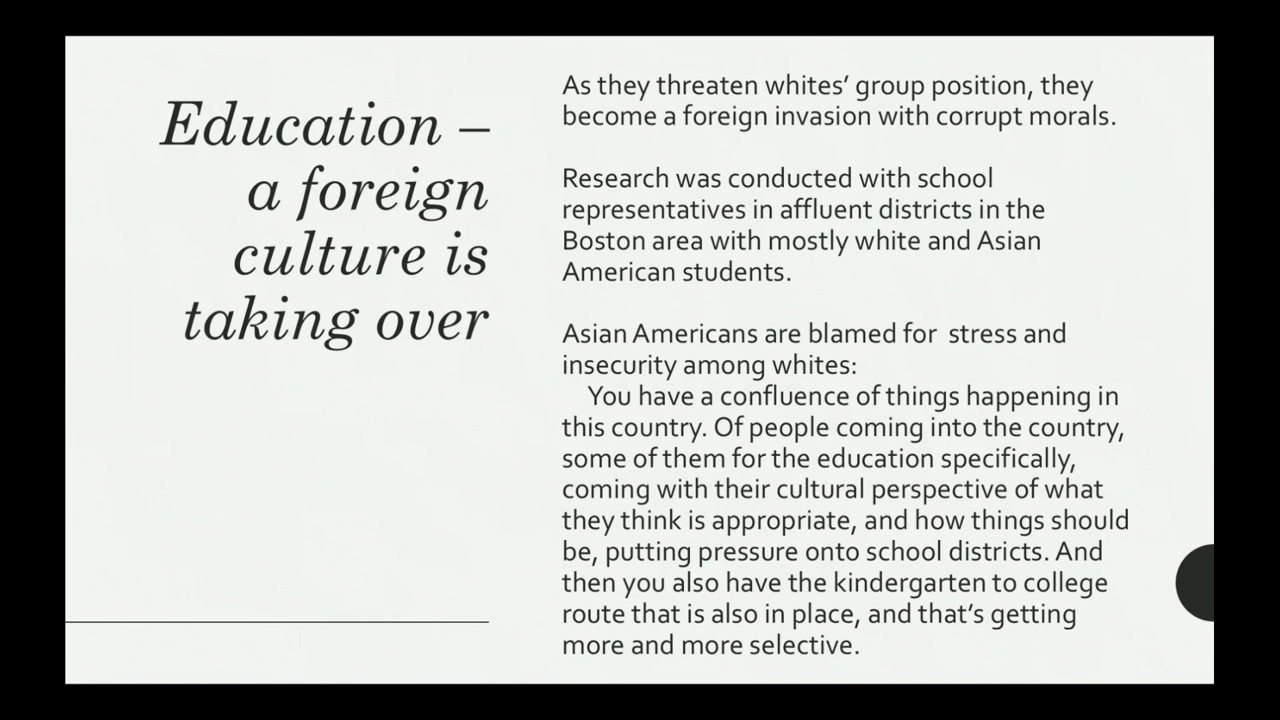 Education –
a foreign
culture is
taking over
As they threaten whites’ group position, they
become a foreign invasion with corrupt morals.
Research was conducted with school
representatives in affluent districts in the
Boston area with mostly white and Asian
American students.
Asian Americans are blamed for  stress and
insecurity among whites:
You have a confluence of things happening in
this country. Of people coming into the country,
some of them for the education specifically,
coming with their cultural perspective of what
they think is appropriate, and how things should
be, putting pressure onto school districts. And
then you also have the kindergarten to college
route that is also in place, and that’s getting
more and more selective.